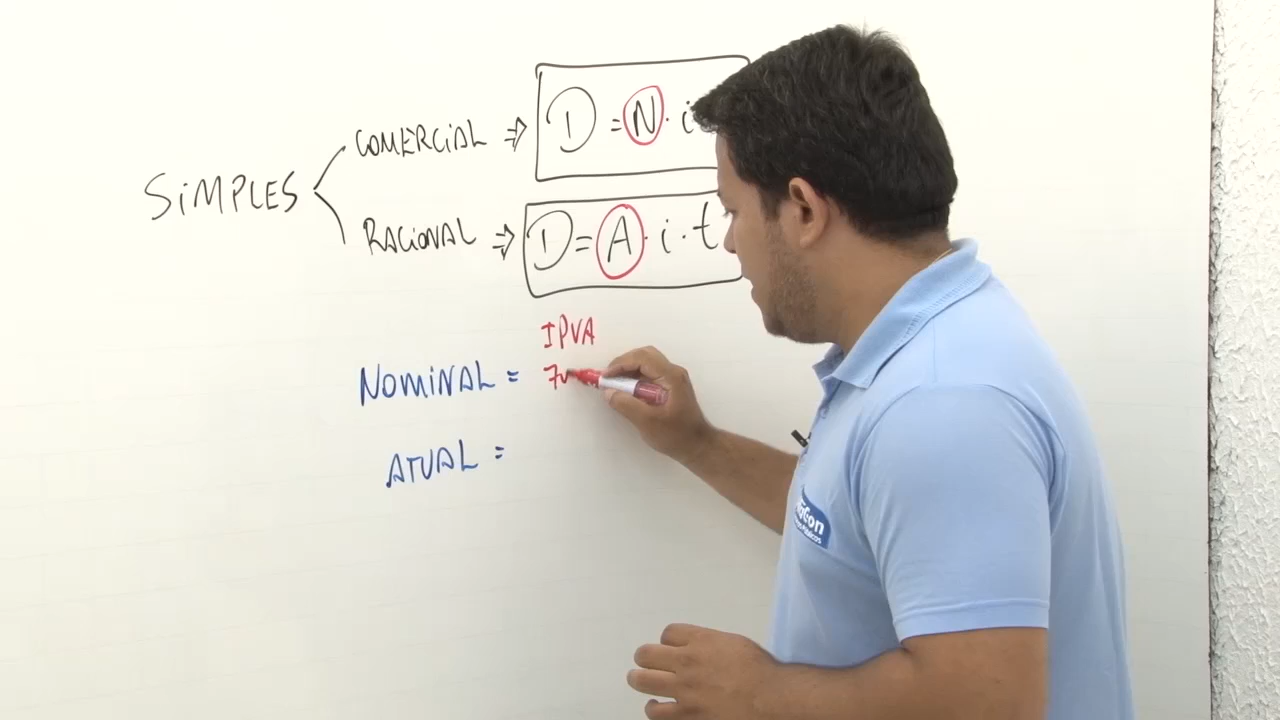 SIMPLES
COMERCIAL ⇒ D = N · i
RACIONAL ⇒ D = A · i · t
IPVA
NOMINAL =
ATUAL =